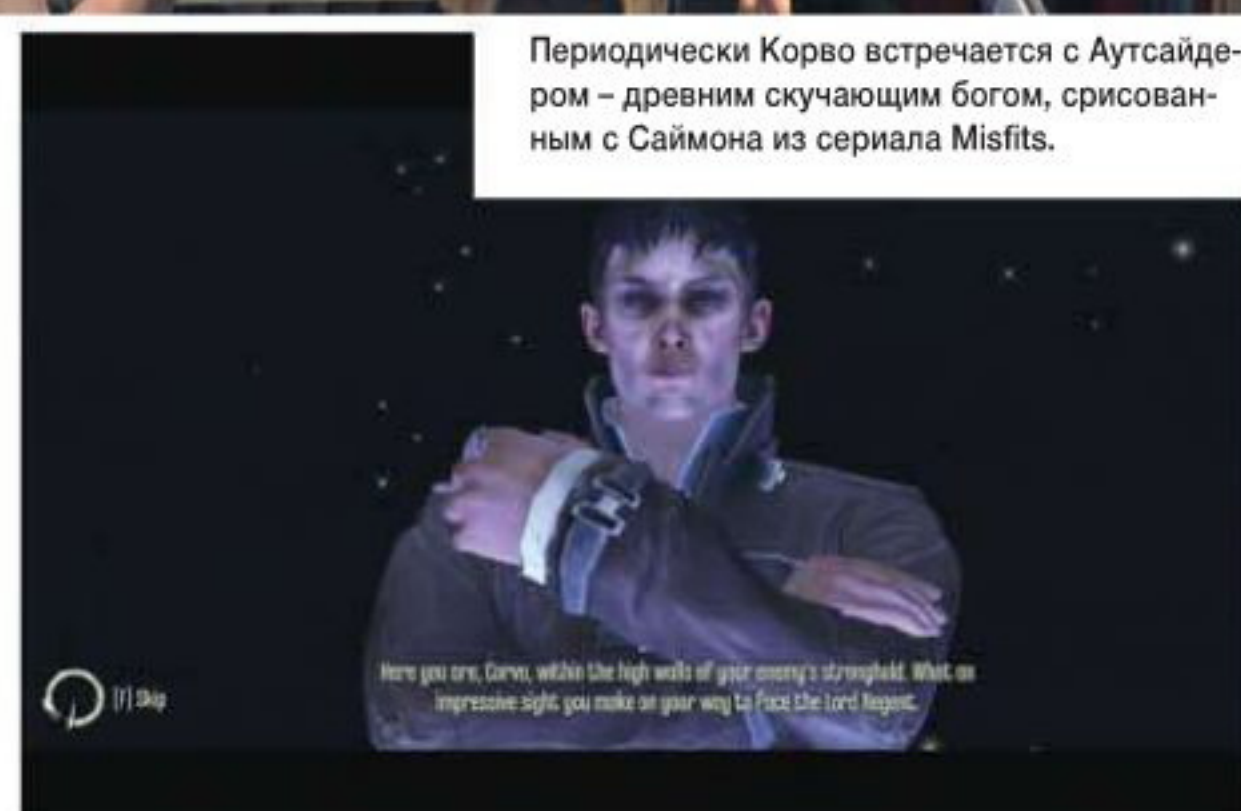 Периодически Корво встречается с Аутсайде-
ром – древним скучающим богом, срисован-
ным с Саймона из сериала Misfits.
Here you are, Corvo, within the high walls of your enemy's stronghold. What an
impressive sight you make on your way to face the Lord Regent.
[F] Skip